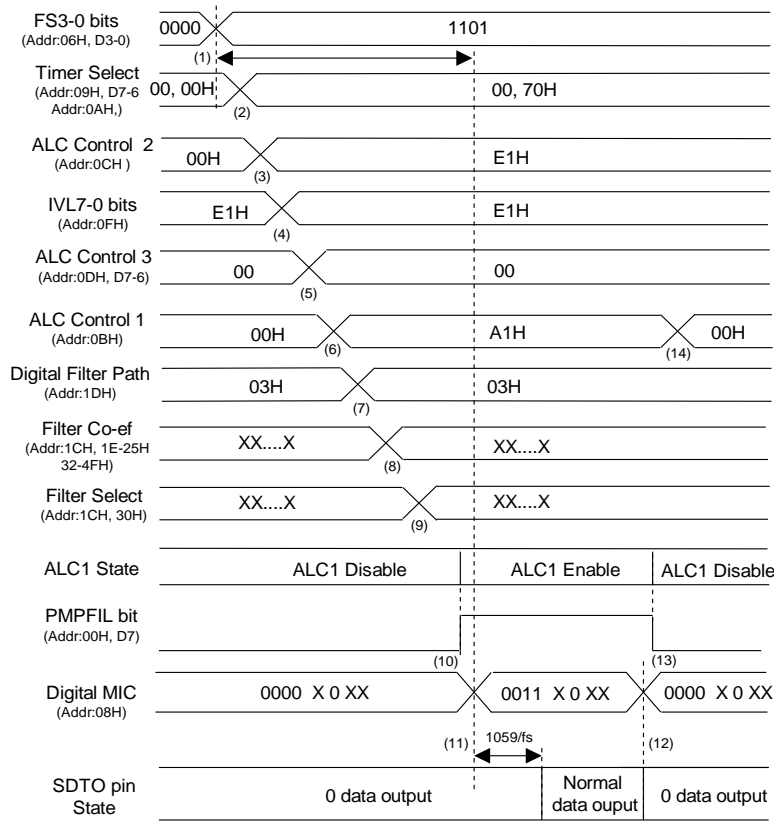 FS3-0 bits
(Addr:06H, D3-0)
0000
1101
(1)
Timer Select
(Addr:09H, D7-6
Addr:0AH,)
00, 00H
00, 70H
(2)
ALC Control 2
(Addr:0CH )
00H
E1H
(3)
IVL7-0 bits
(Addr:0FH)
E1H
E1H
(4)
ALC Control 3
(Addr:0DH, D7-6)
00
00
(5)
ALC Control 1
(Addr:0BH)
00H
A1H
00H
(6)
(14)
Digital Filter Path
(Addr:1DH)
03H
03H
(7)
Filter Co-ef
(Addr:1CH, 1E-25H
32-4FH)
XX....X
XX....X
(8)
Filter Select
(Addr:1CH, 30H)
XX....X
XX....X
(9)
ALC1 State
ALC1 Disable
ALC1 Enable
ALC1 Disable
PMPFIL bit
(Addr:00H, D7)
(10)
(13)
Digital MIC
(Addr:08H)
0000 X 0 XX
0011 X 0 XX
0000 X 0 XX
(11)
1059/fs
(12)
SDTO pin
State
0 data output
Normal
data ouput
0 data output